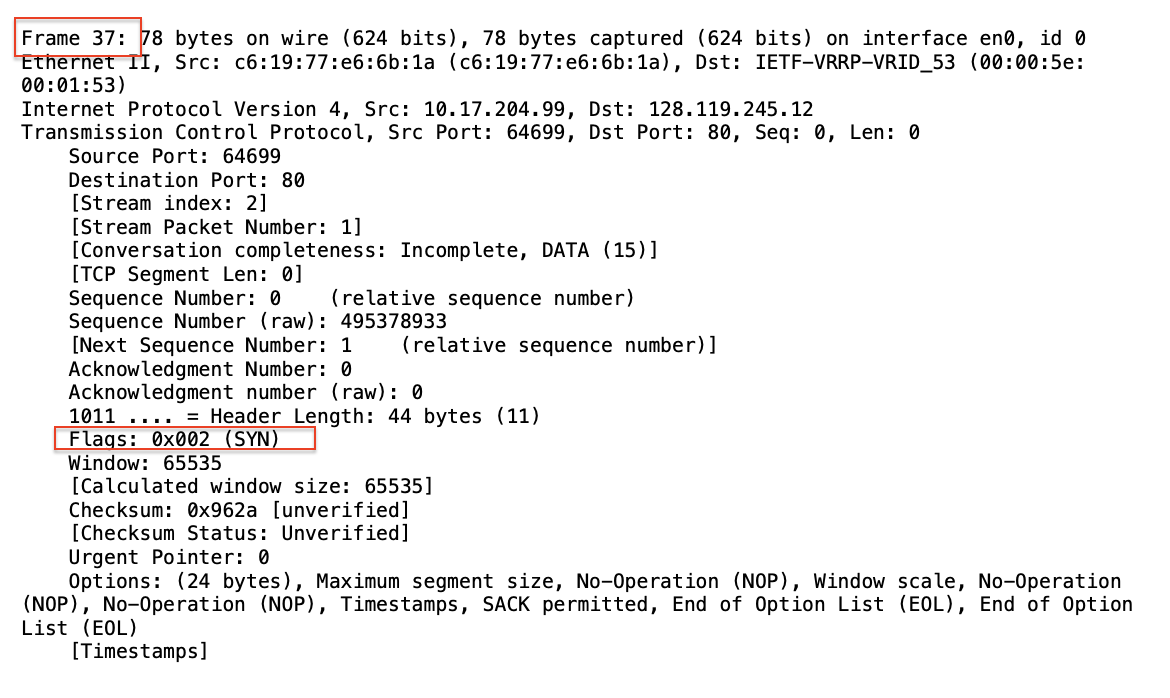 Frame 37: 78 bytes on wire (624 bits), 78 bytes captured (624 bits) on interface en0, id 0
Ethernet II, Src: c6:19:77:e6:6b:1a (c6:19:77:e6:6b:1a), Dst: IETF-VRRP-VRID_53 (00:00:5e:
00:01:53)
Internet Protocol Version 4, Src: 10.17.204.99, Dst: 128.119.245.12
Transmission Control Protocol, Src Port: 64699, Dst Port: 80, Seq: 0, Len: 0
    Source Port: 64699
    Destination Port: 80
    [Stream index: 2]
    [Stream Packet Number: 1]
    [Conversation completeness: Incomplete, DATA (15)]
    [TCP Segment Len: 0]
    Sequence Number: 0    (relative sequence number)
    Sequence Number (raw): 495378933
    [Next Sequence Number: 1    (relative sequence number)]
    Acknowledgment Number: 0
    Acknowledgment number (raw): 0
    1011 .... = Header Length: 44 bytes (11)
    Flags: 0x002 (SYN)
    Window: 65535
    [Calculated window size: 65535]
    Checksum: 0x962a [unverified]
    [Checksum Status: Unverified]
    Urgent Pointer: 0
    Options: (24 bytes), Maximum segment size, No-Operation (NOP), Window scale, No-Operation
(NOP), No-Operation (NOP), Timestamps, SACK permitted, End of Option List (EOL), End of Option
List (EOL)
    [Timestamps]